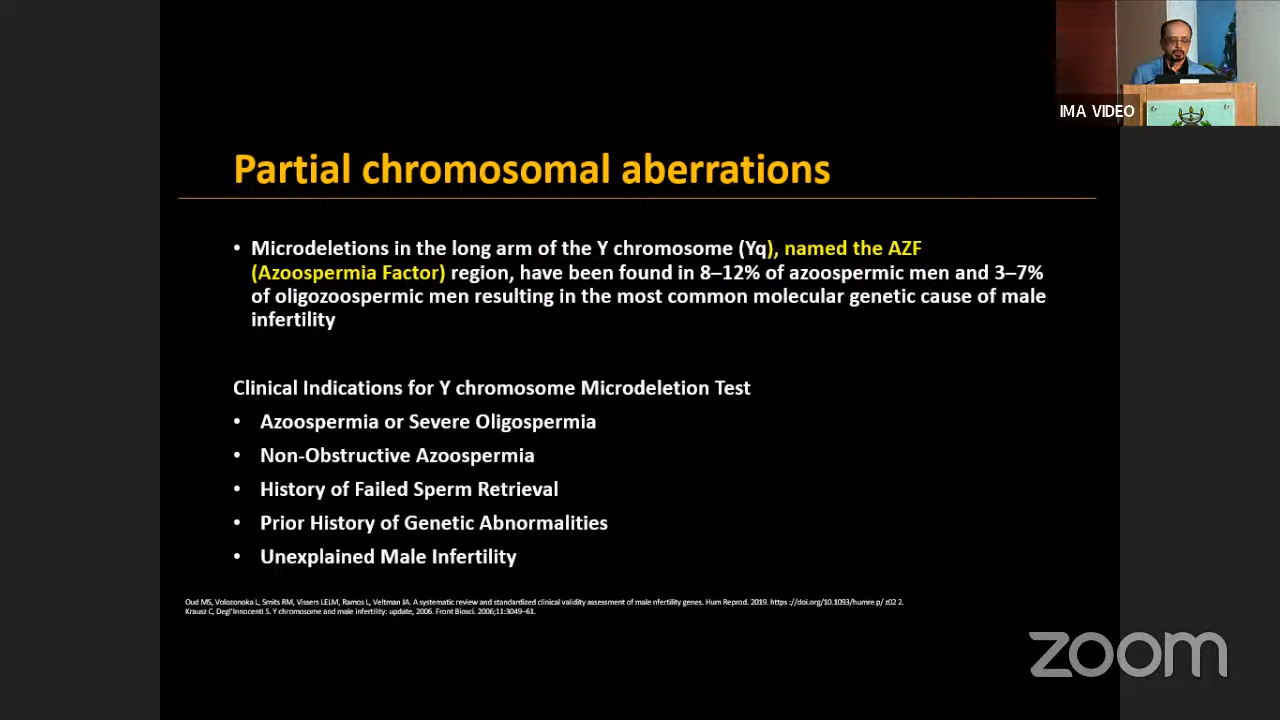 IMA VIDEO
Partial chromosomal aberrations
• Microdeletions in the long arm of the Y chromosome (Yq), named the AZF
(Azoospermia Factor) region, have been found in 8–12% of azoospermic men and 3–7%
of oligozoospermic men resulting in the most common molecular genetic cause of male
infertility
Clinical Indications for Y chromosome Microdeletion Test
• Azoospermia or Severe Oligospermia
• Non-Obstructive Azoospermia
• History of Failed Sperm Retrieval
• Prior History of Genetic Abnormalities
• Unexplained Male Infertility
Oud MS, Volozonoka L, Smits RM, Vissers LELM, Ramos L, Veltman JA. A systematic review and standardized clinical validity assessment of male nfertility genes. Hum Reprod. 2019. https ://doi.org/10.1093/humre p/ z02 2.
Krausz C, Degl'Innocenti S. Y chromosome and male infertility: update, 2006. Front Biosci. 2006;11:3049–61.
zoom